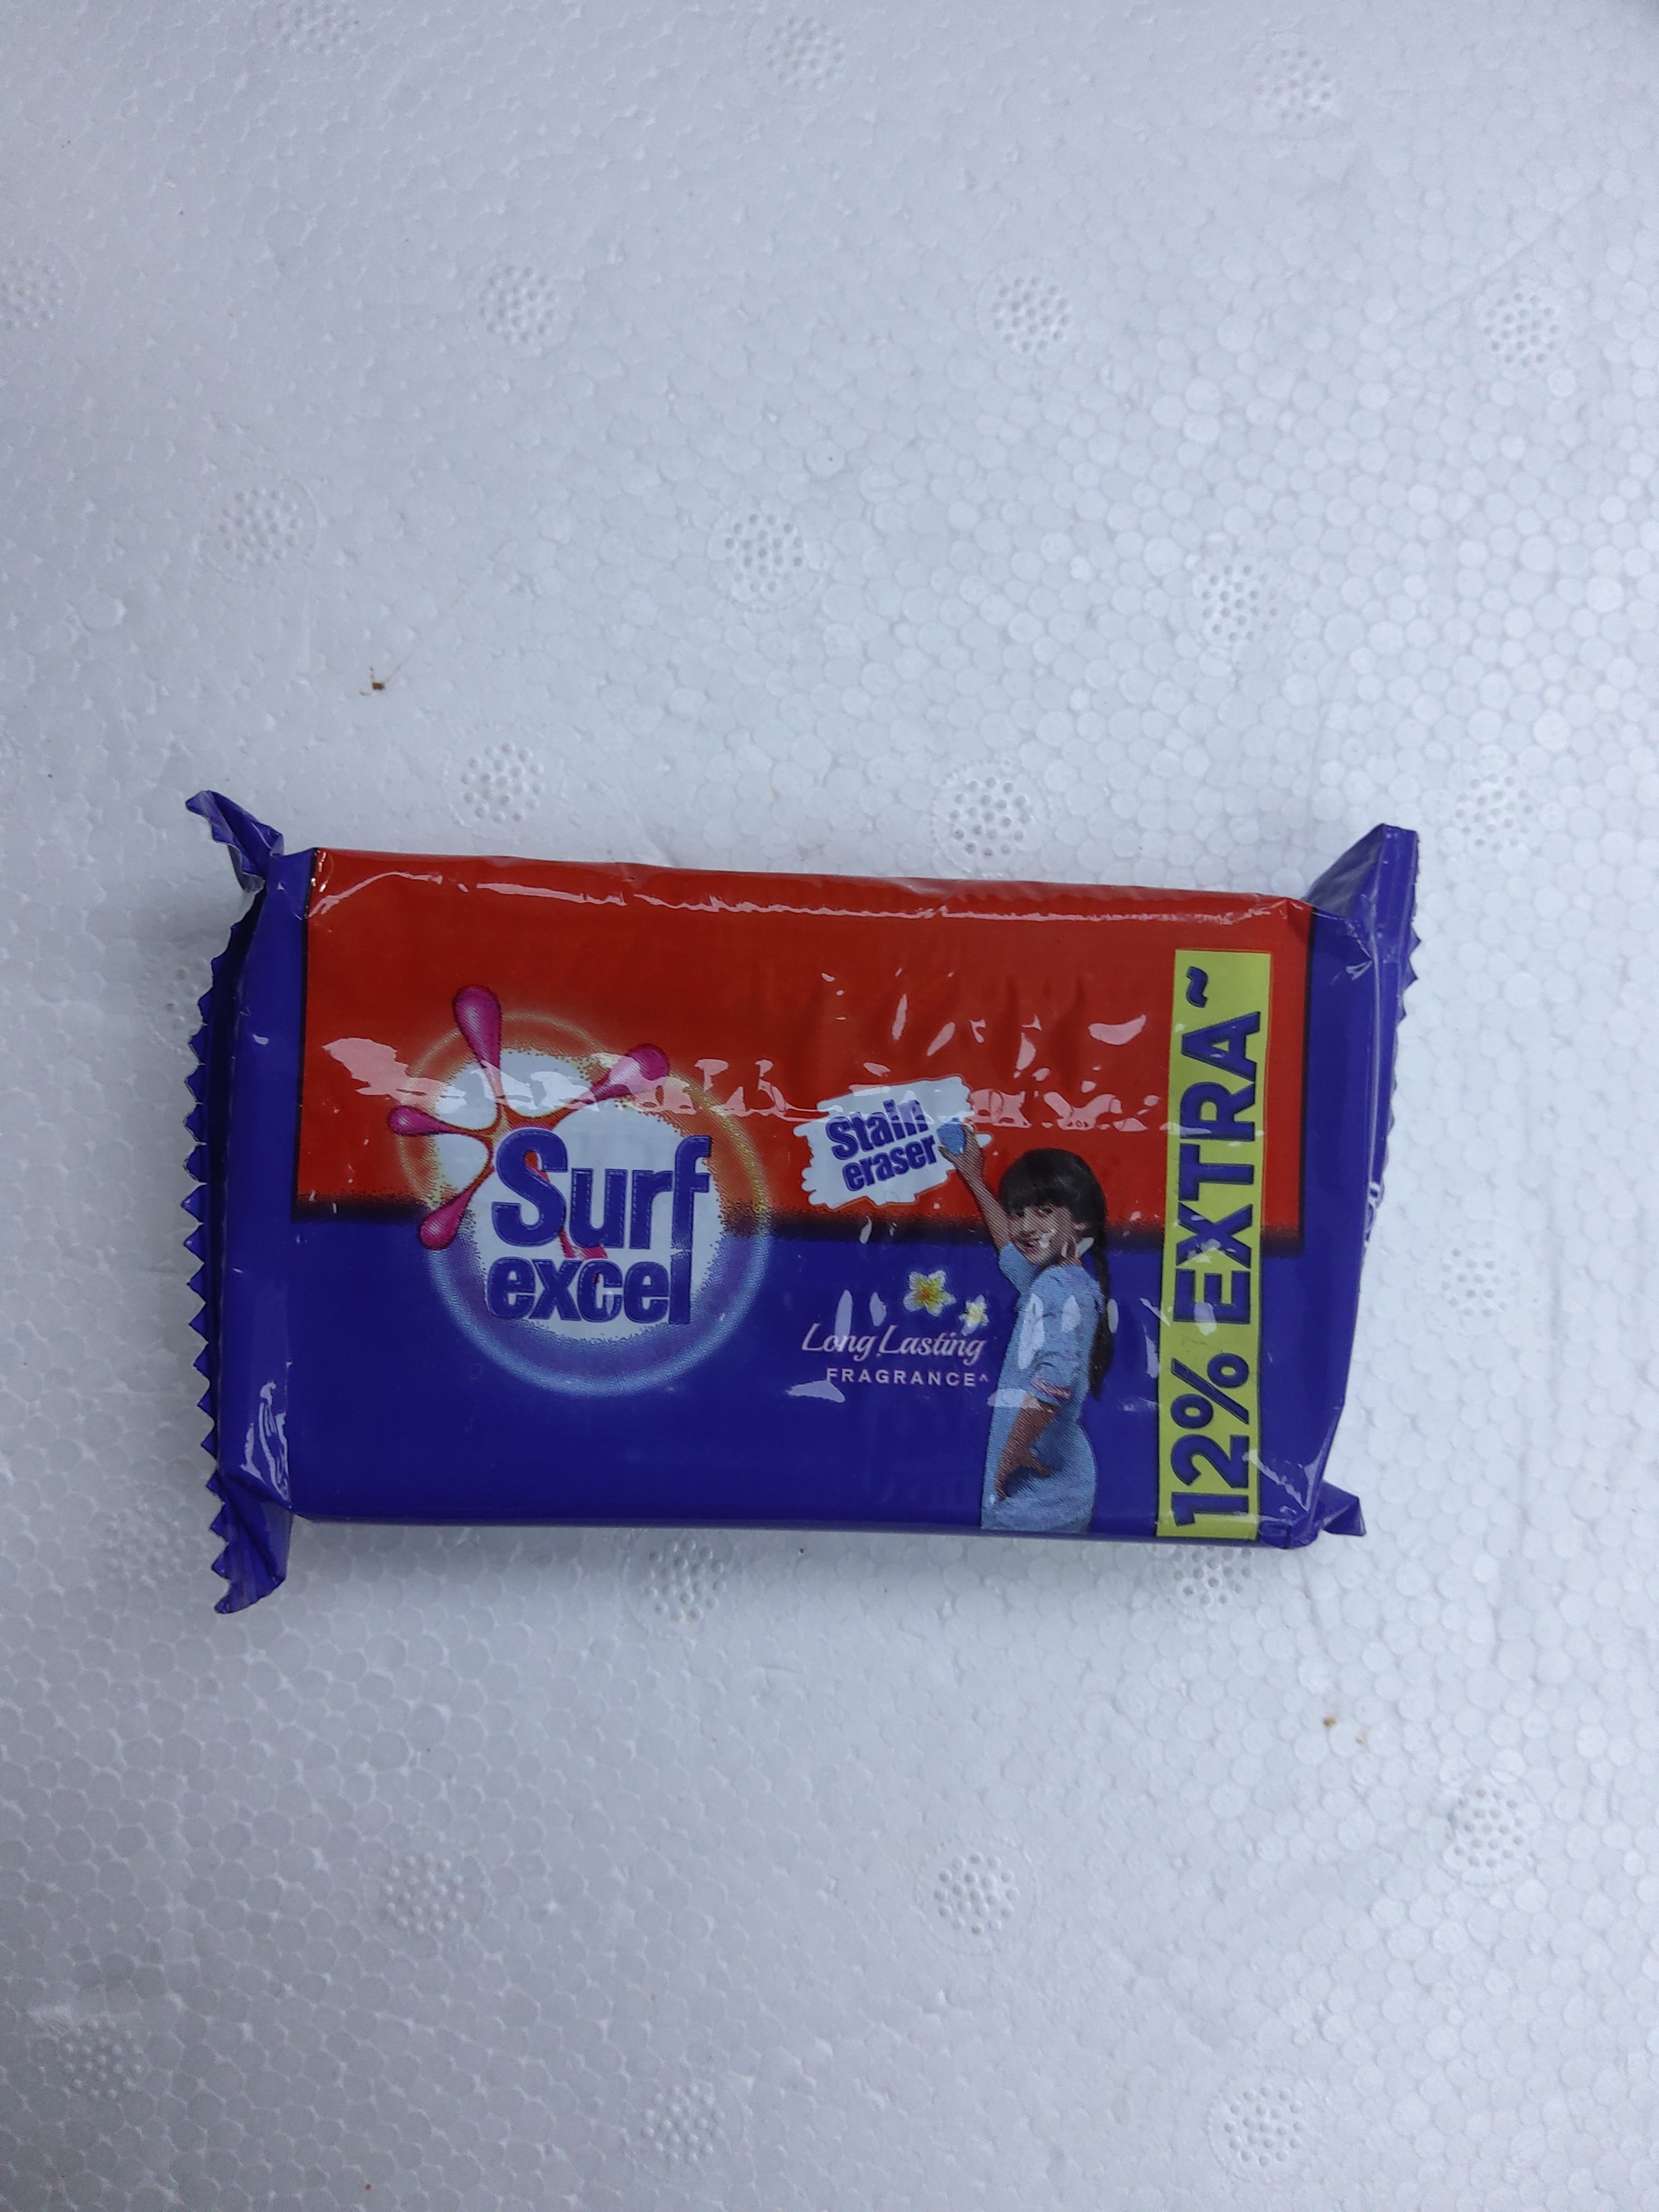 Surf
excel
Stain
eraser
Long Lasting
FRAGRANCE^
12% EXTRA~